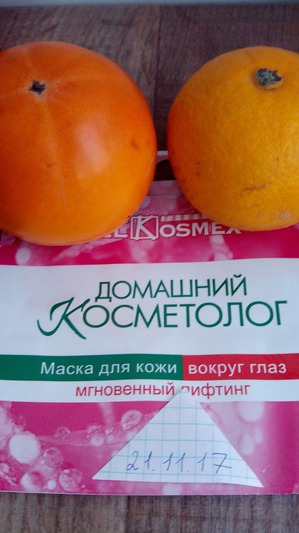 KOSMEX
ДОМАШНИЙ
КОСМЕТОЛОГ
Маска для кожи вокруг глаз
мгновенный лифтинг
21.11.17